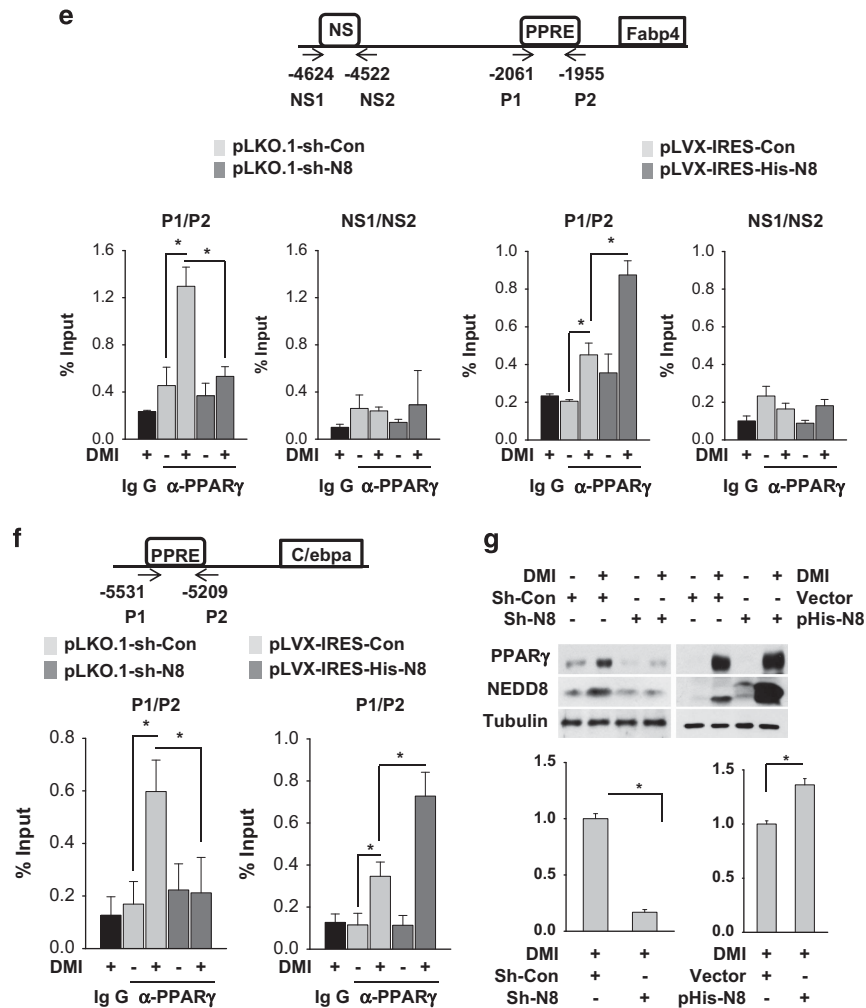 e
NS PPRE Fabp4
-4624 -4522 -2061 -1955
NS1 NS2 P1 P2
pLKO.1-sh-Con
pLKO.1-sh-N8
pLVX-IRES-Con
pLVX-IRES-His-N8
P1/P2
% Input
1.6
1.2
0.8
0.4
0.0
* *
DMI + - + - +
Ig G α-PPARγ
NS1/NS2
% Input
1.6
1.2
0.8
0.4
0.0
+ - + - +
Ig G α-PPARγ
P1/P2
% Input
1.0
0.8
0.6
0.4
0.2
0.0
* *
DMI + - + - +
Ig G α-PPARγ
NS1/NS2
% Input
1.0
0.8
0.6
0.4
0.2
0.0
+ - + - +
Ig G α-PPARγ
f
PPRE C/ebpa
-5531 -5209
P1 P2
pLKO.1-sh-Con
pLKO.1-sh-N8
pLVX-IRES-Con
pLVX-IRES-His-N8
P1/P2
% Input
0.8
0.6
0.4
0.2
0.0
* *
DMI + - + - +
Ig G α-PPARγ
P1/P2
% Input
1.0
0.8
0.6
0.4
0.2
0.0
* *
+ - + - +
Ig G α-PPARγ
g
DMI - + - + - + - + DMI
Sh-Con + + - - + + - - Vector
Sh-N8 - - + + - - + + pHis-N8
PPARγ
NEDD8
Tubulin
1.5
1.0
0.5
0.0
*
DMI + +
Sh-Con + -
Sh-N8 - +
1.5
1.0
1.5
0.0
*
DMI + +
Vector + -
pHis-N8 - +